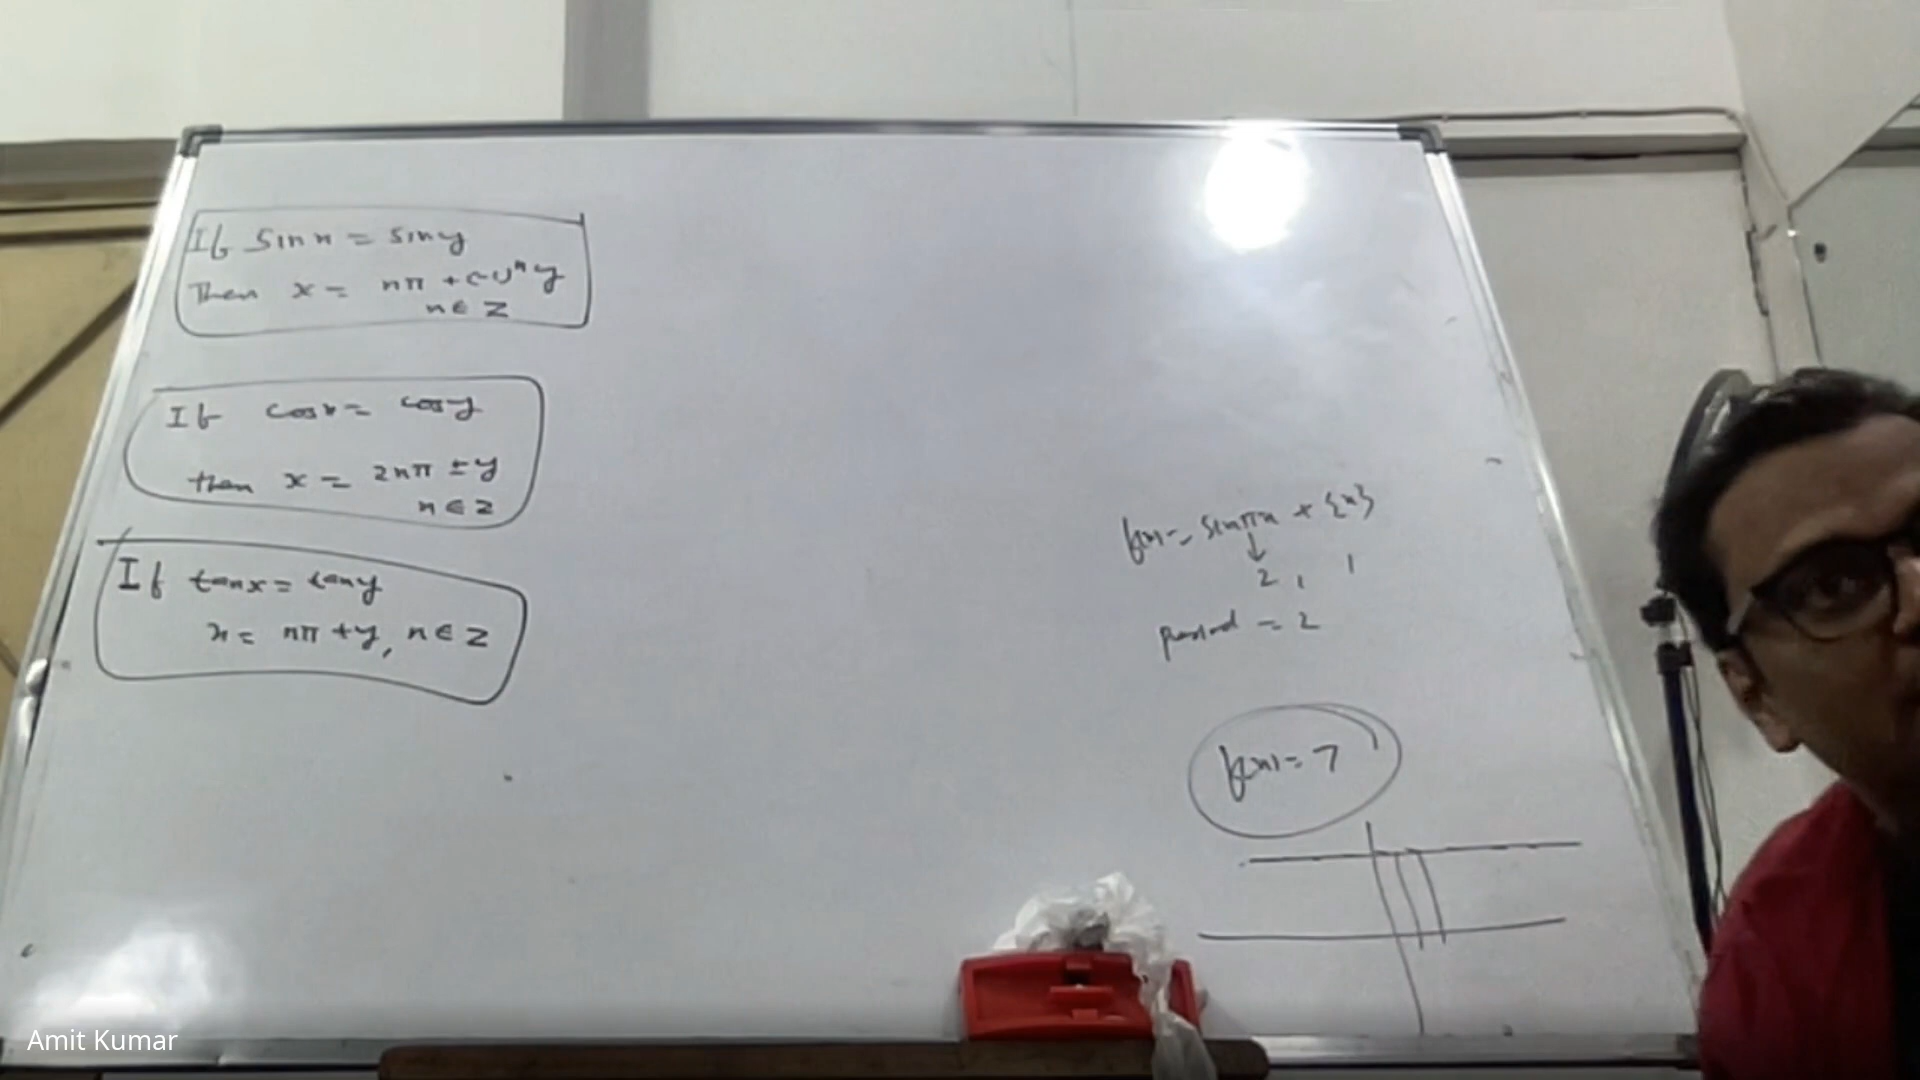 If sin x = sin y
Then x = nπ + (-1)ⁿ y
n ∈ Z
If cos x = cos y
then x = 2nπ ± y
n ∈ Z
If tan x = tan y
x = nπ + y, n ∈ Z
f(x) = sin πx + {x}
↓
2, 1
period = 2
f(x) = 7
Amit Kumar